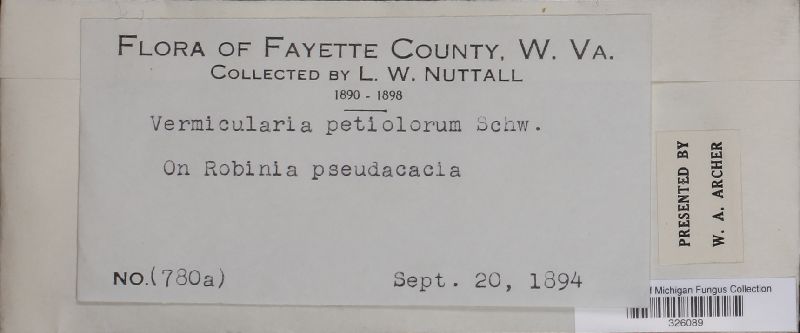 FLORA OF FAYETTE COUNTY, W. VA.
COLLECTED BY L. W. NUTTALL
1890 - 1898
Vermicularia petiolorum Schw.
On Robinia pseudacacia
NO.(780a) Sept. 20, 1894
PRESENTED BY
W. A. ARCHER
Michigan Fungus Collection
326089